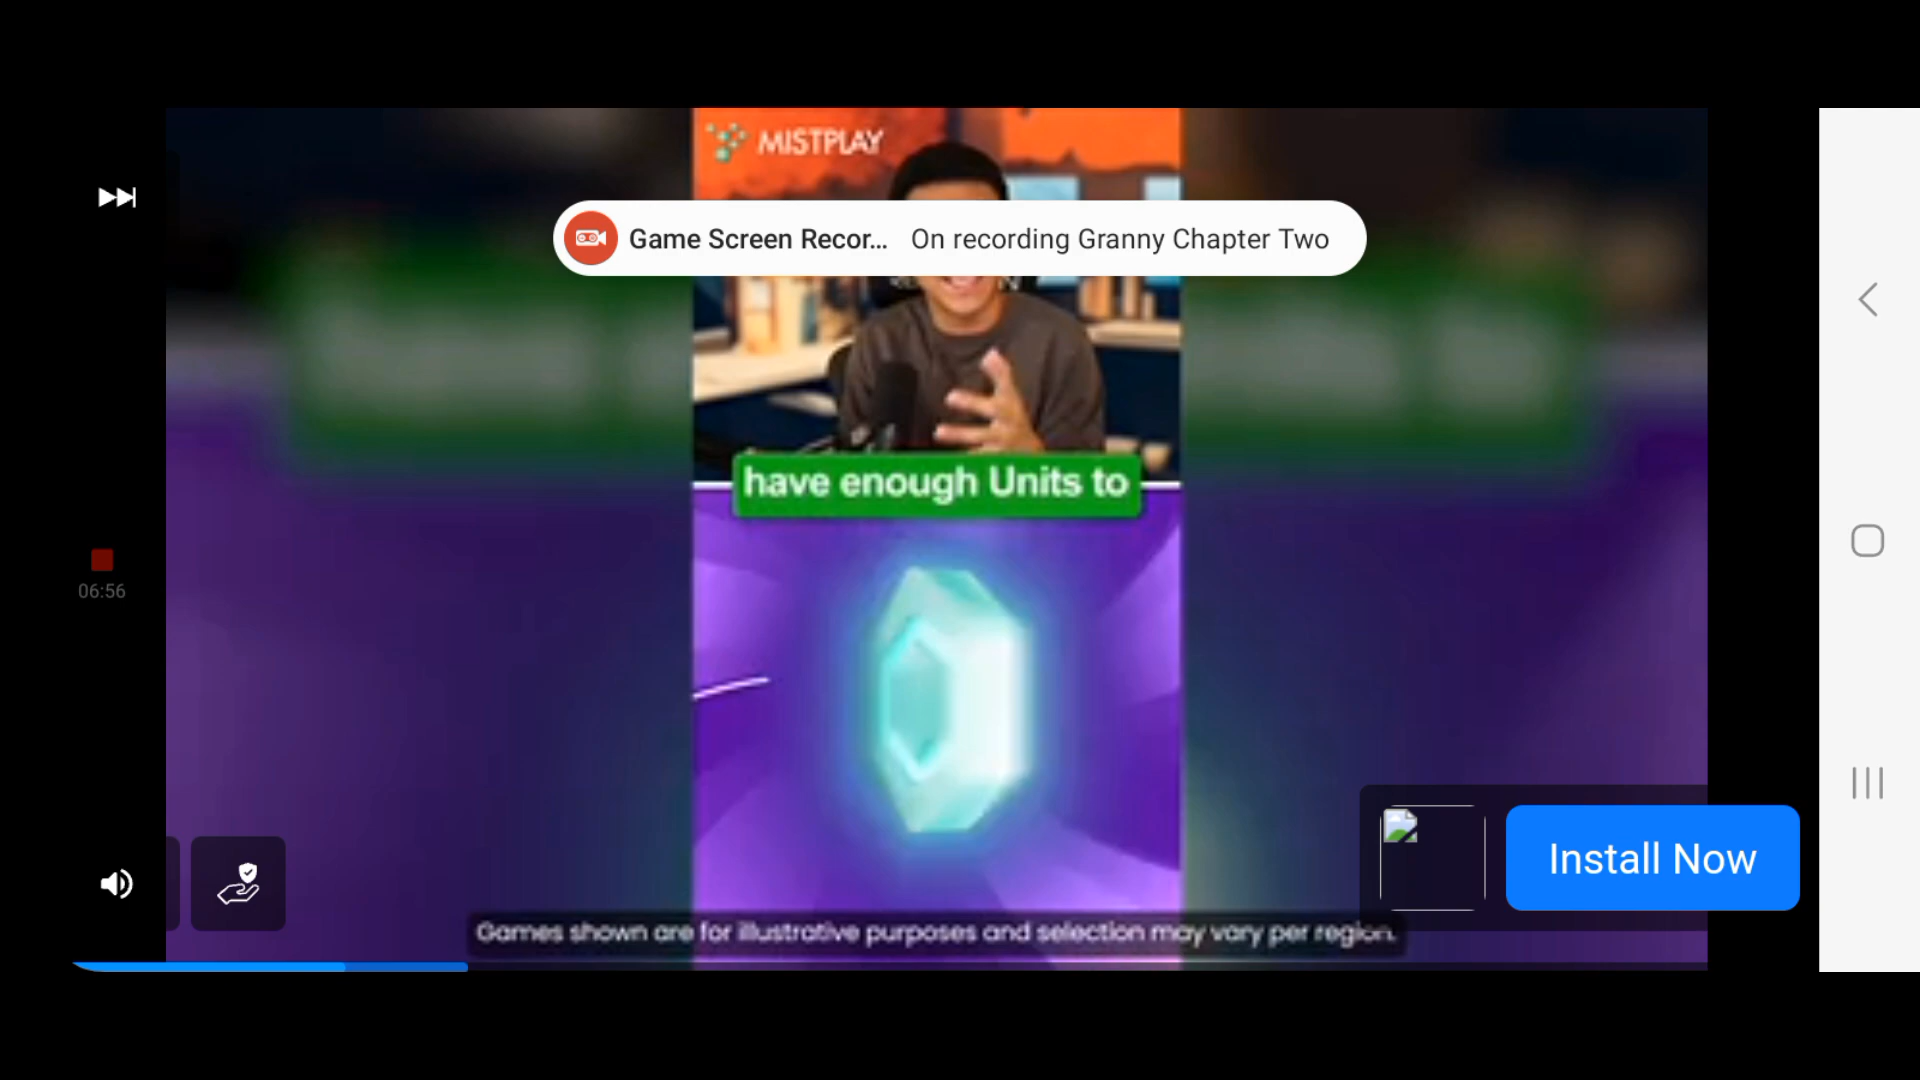 MISTPLAY
Game Screen Recor... On recording Granny Chapter Two
have enough Units to
06:56
Install Now
Games shown are for illustrative purposes and selection may vary per region.